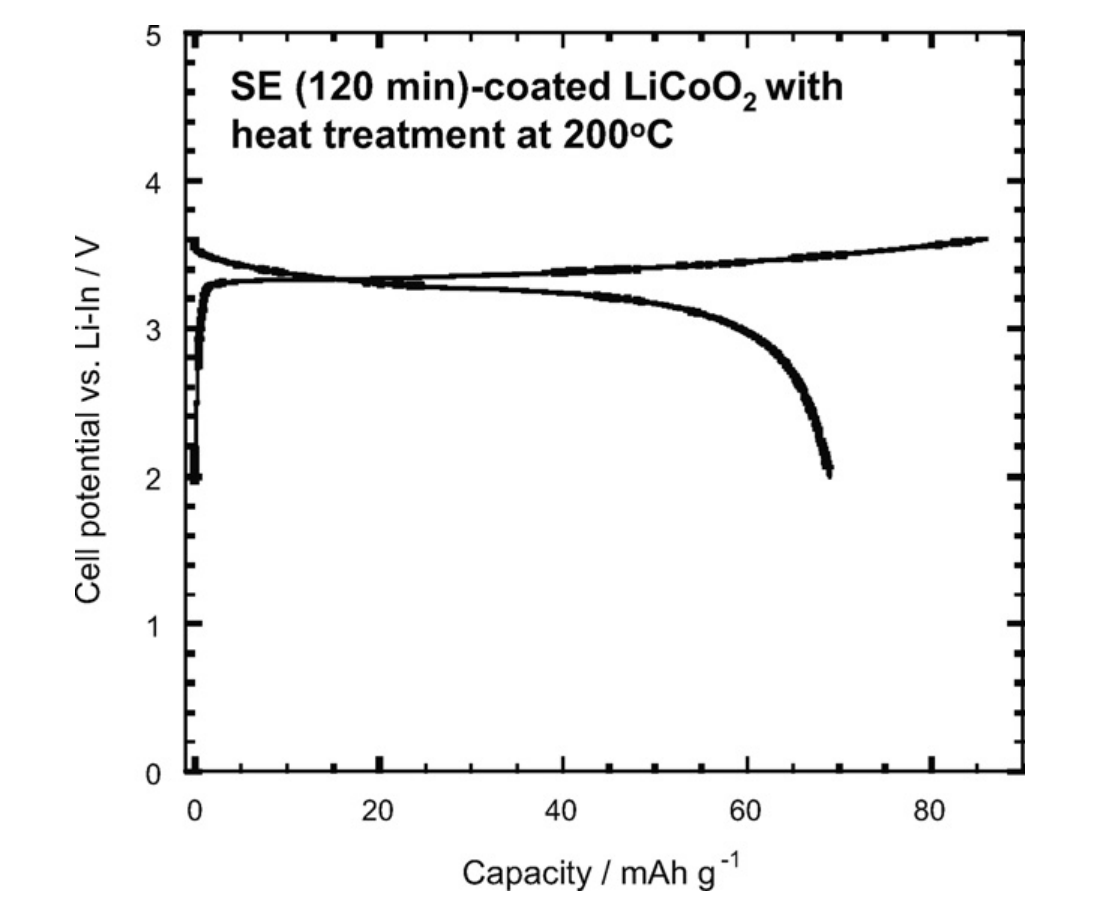 SE (120 min)-coated LiCoO₂ with
heat treatment at 200°C
5
4
3
2
1
0
Cell potential vs. Li-In / V
0 20 40 60 80
Capacity / mAh g⁻¹